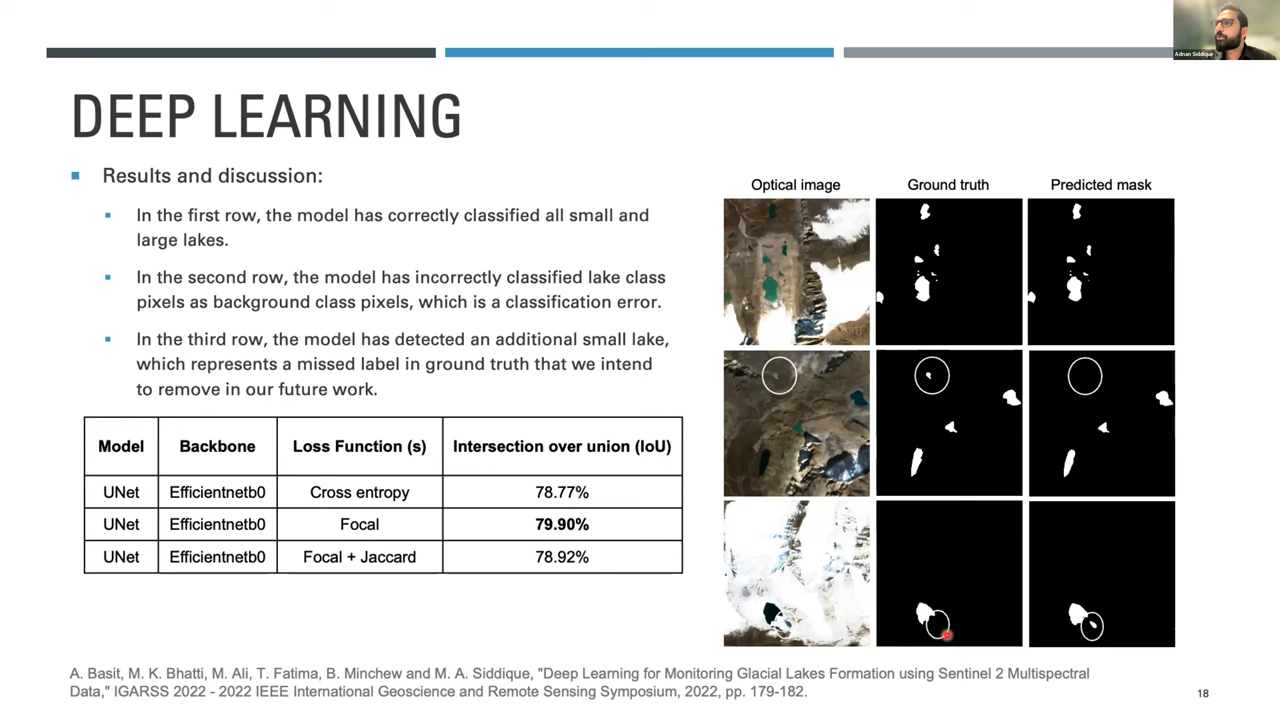 Adnan Siddique
DEEP LEARNING
Results and discussion:
In the first row, the model has correctly classified all small and
large lakes.
In the second row, the model has incorrectly classified lake class
pixels as background class pixels, which is a classification error.
In the third row, the model has detected an additional small lake,
which represents a missed label in ground truth that we intend
to remove in our future work.
Model Backbone Loss Function (s) Intersection over union (IoU)
UNet Efficientnetb0 Cross entropy 78.77%
UNet Efficientnetb0 Focal 79.90%
UNet Efficientnetb0 Focal + Jaccard 78.92%
Optical image Ground truth Predicted mask
A. Basit, M. K. Bhatti, M. Ali, T. Fatima, B. Minchew and M. A. Siddique, "Deep Learning for Monitoring Glacial Lakes Formation using Sentinel 2 Multispectral
Data," IGARSS 2022 - 2022 IEEE International Geoscience and Remote Sensing Symposium, 2022, pp. 179-182.
18